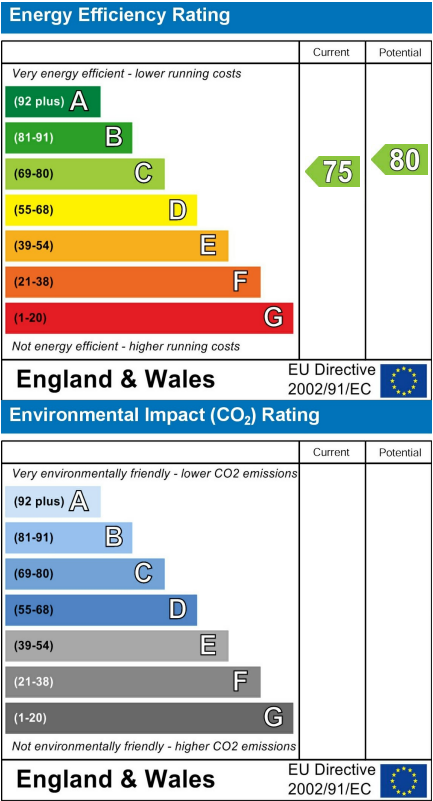 Energy Efficiency Rating
Current Potential
Very energy efficient - lower running costs
(92 plus) A
(81-91) B
(69-80) C
75 80
(55-68) D
(39-54) E
(21-38) F
(1-20) G
Not energy efficient - higher running costs
England & Wales
EU Directive
2002/91/EC
Environmental Impact (CO₂) Rating
Current Potential
Very environmentally friendly - lower CO2 emissions
(92 plus) A
(81-91) B
(69-80) C
(55-68) D
(39-54) E
(21-38) F
(1-20) G
Not environmentally friendly - higher CO2 emissions
England & Wales
EU Directive
2002/91/EC